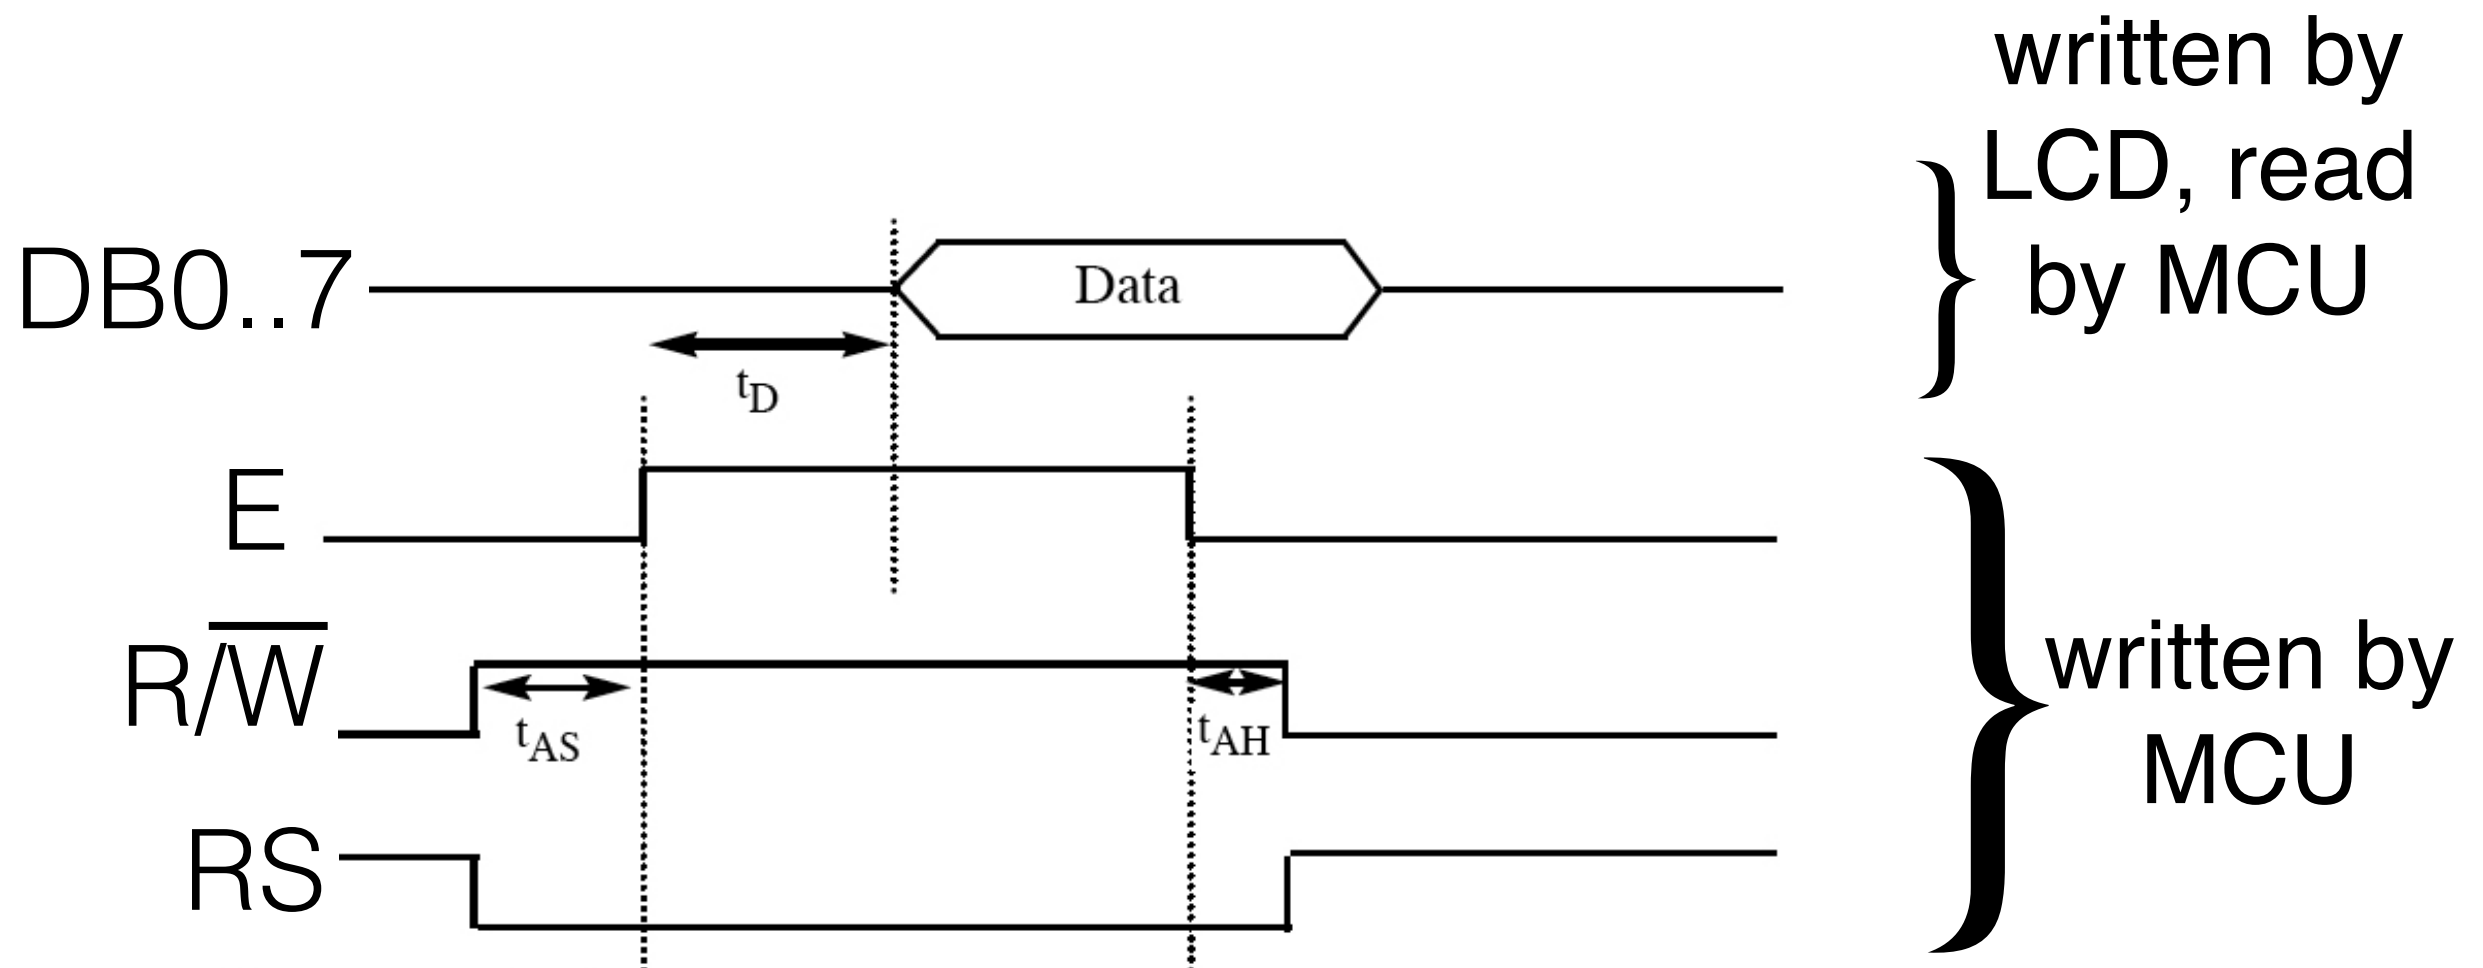 written by
LCD, read
by MCU
DB0..7
Data
tD
E
R/W̅
tAS
tAH
written by
MCU
RS